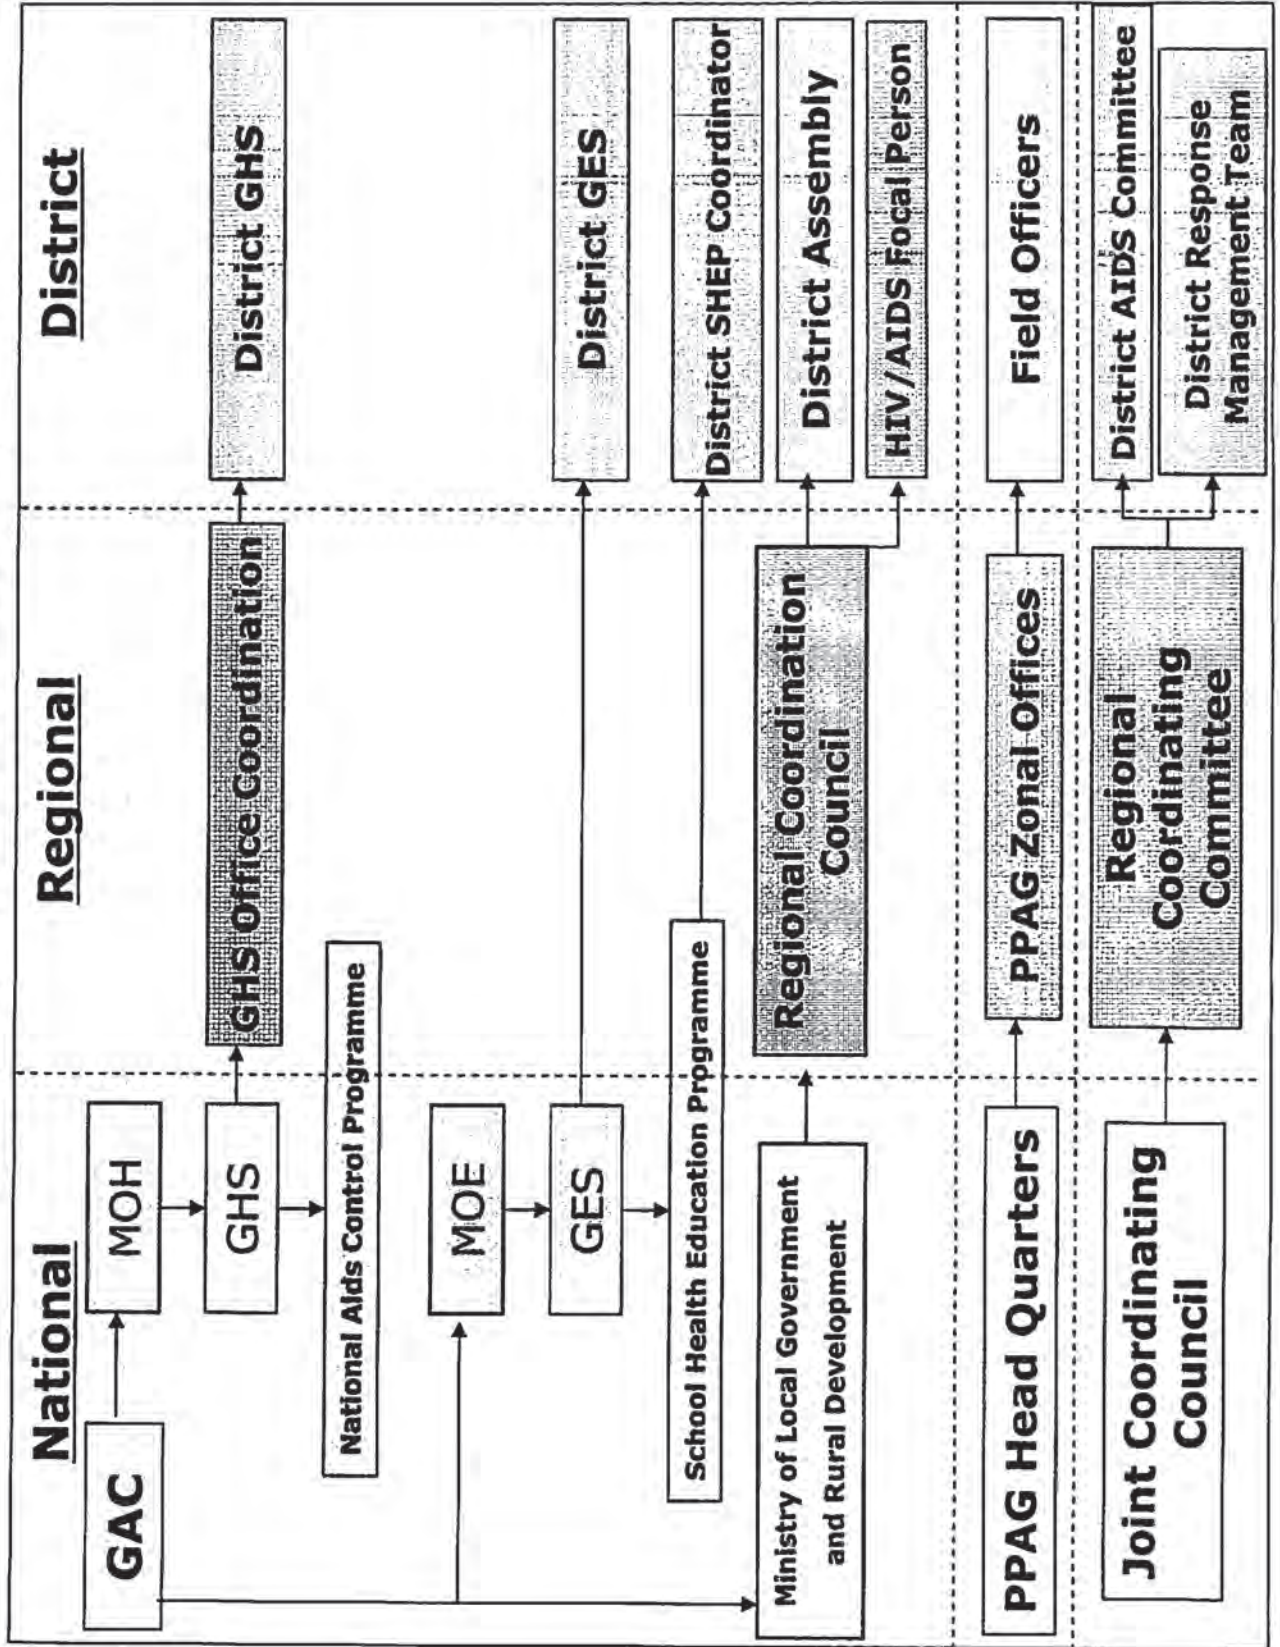 National
Regional
District
GAC
MOH
GHS
GHS Office Coordination
District GHS
National Aids Control Programme
MOE
GES
District GES
School Health Education Programme
District SHEP Coordinator
Ministry of Local Government
and Rural Development
Regional Coordination
Council
District Assembly
HIV/AIDS Focal Person
PPAG Head Quarters
PPAG Zonal Offices
Field Officers
Joint Coordinating
Council
Regional
Coordinating
Committee
District AIDS Committee
District Response
Management Team